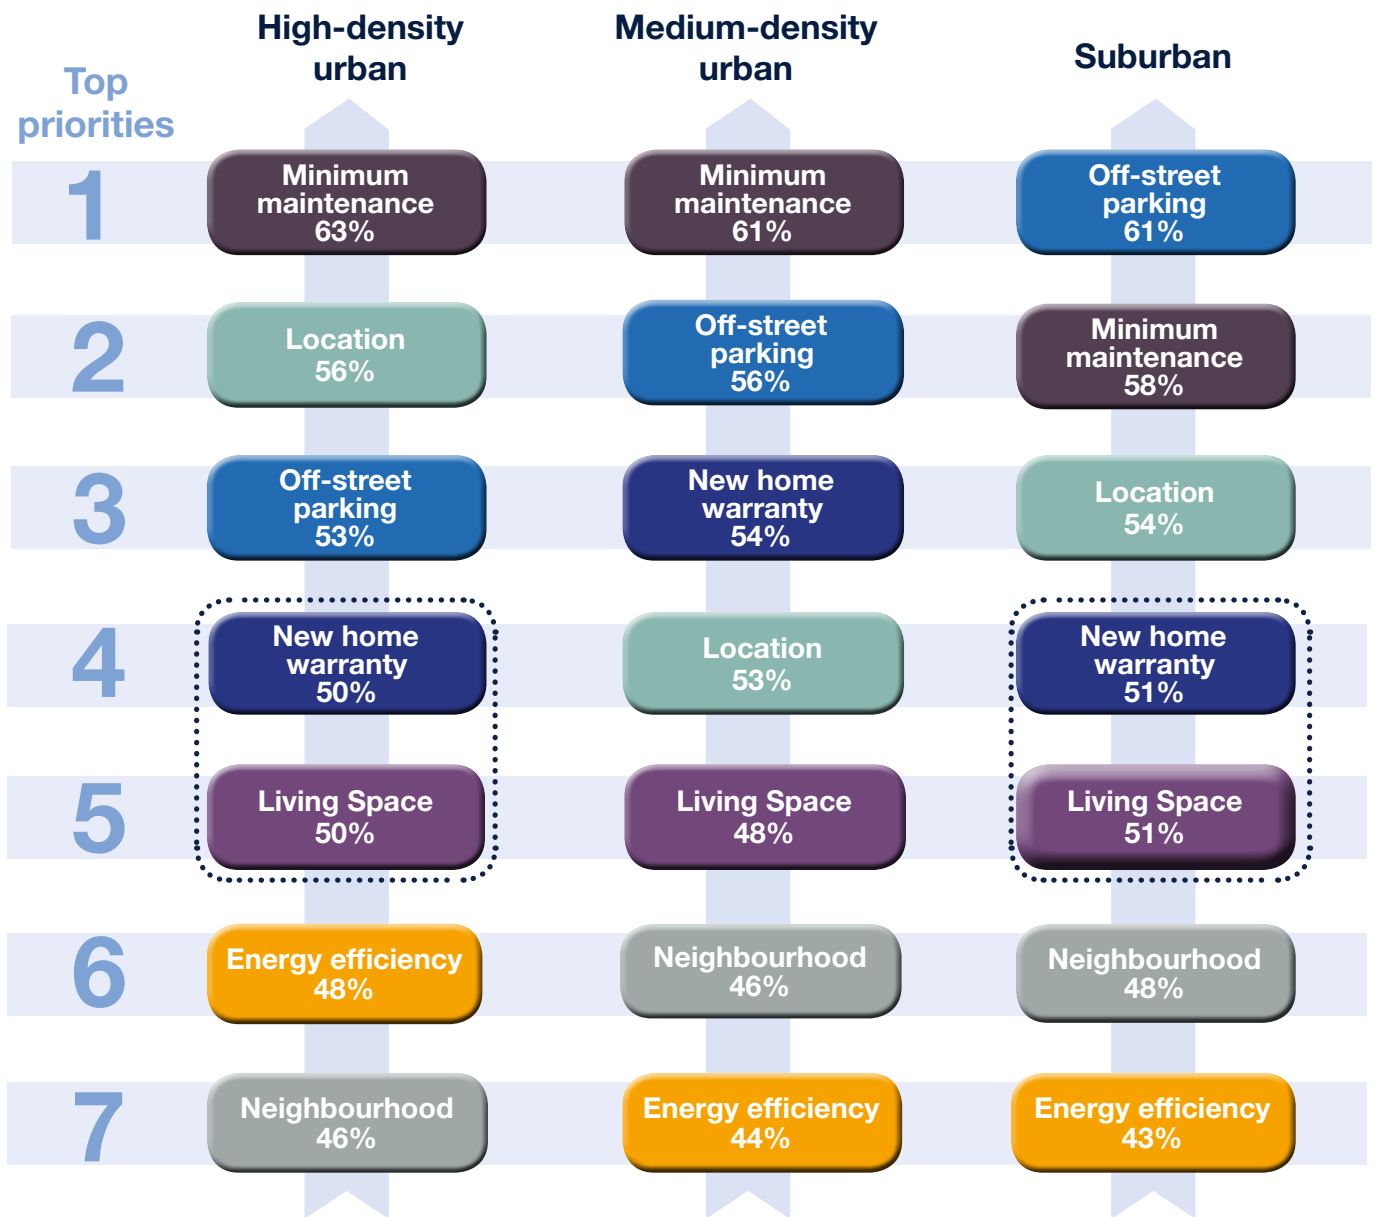 High-density
urban
Medium-density
urban
Suburban
Top
priorities
1
Minimum
maintenance
63%
Minimum
maintenance
61%
Off-street
parking
61%
2
Location
56%
Off-street
parking
56%
Minimum
maintenance
58%
3
Off-street
parking
53%
New home
warranty
54%
Location
54%
4
New home
warranty
50%
Location
53%
New home
warranty
51%
5
Living Space
50%
Living Space
48%
Living Space
51%
6
Energy efficiency
48%
Neighbourhood
46%
Neighbourhood
48%
7
Neighbourhood
46%
Energy efficiency
44%
Energy efficiency
43%